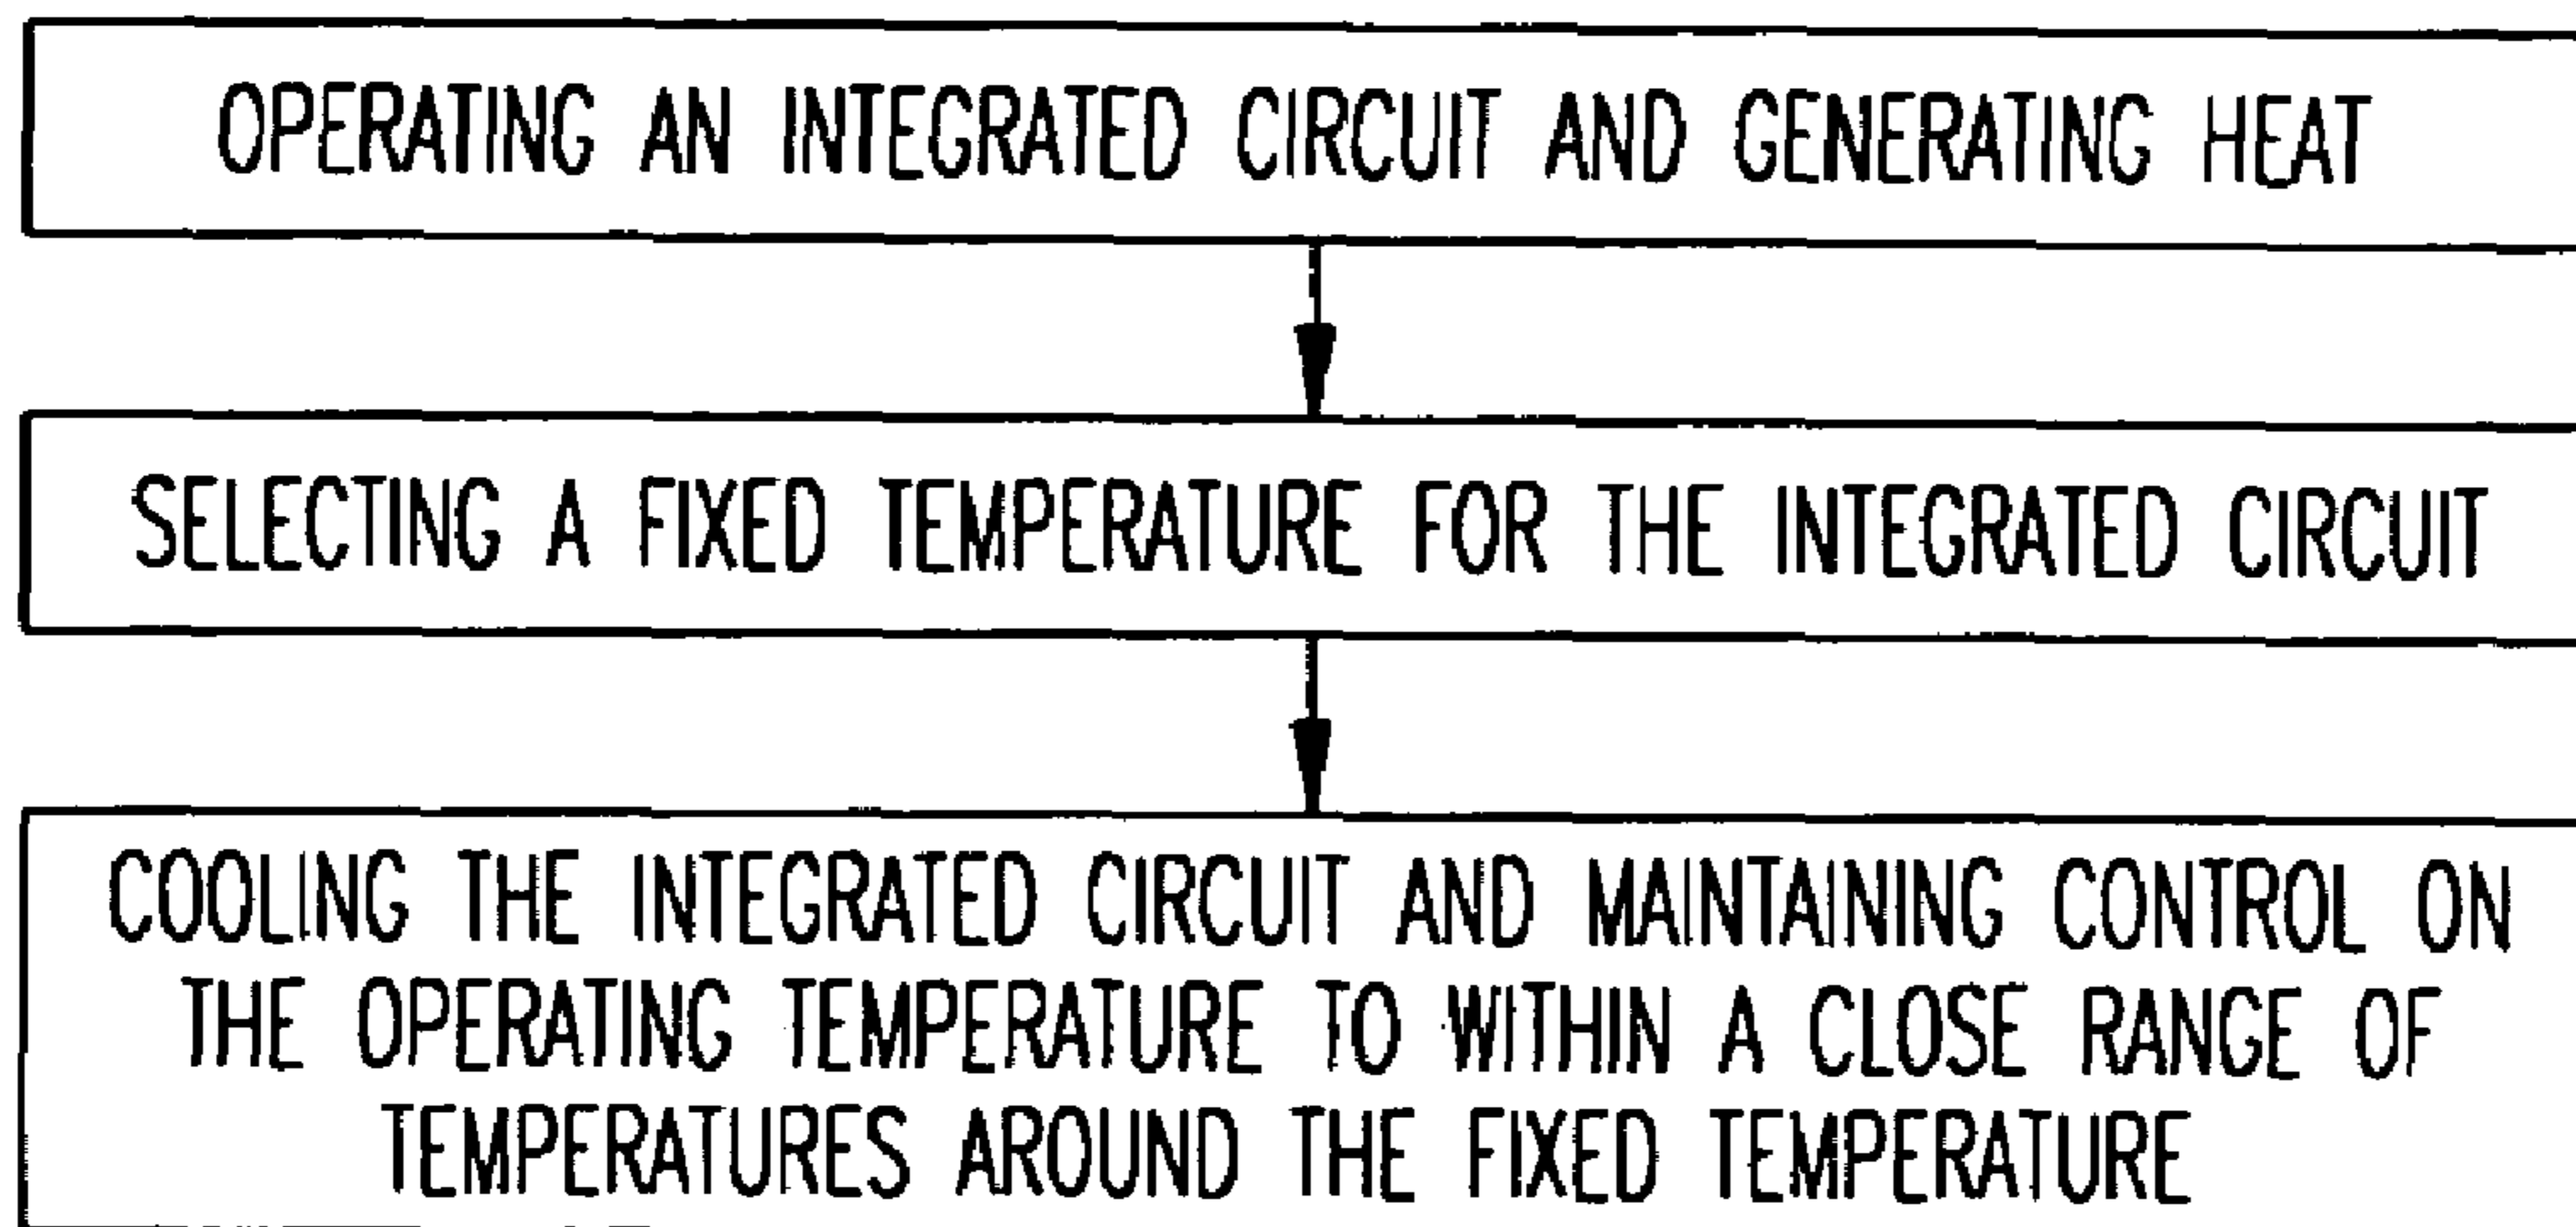 OPERATING AN INTEGRATED CIRCUIT AND GENERATING HEAT
SELECTING A FIXED TEMPERATURE FOR THE INTEGRATED CIRCUIT
COOLING THE INTEGRATED CIRCUIT AND MAINTAINING CONTROL ON
THE OPERATING TEMPERATURE TO WITHIN A CLOSE RANGE OF
TEMPERATURES AROUND THE FIXED TEMPERATURE